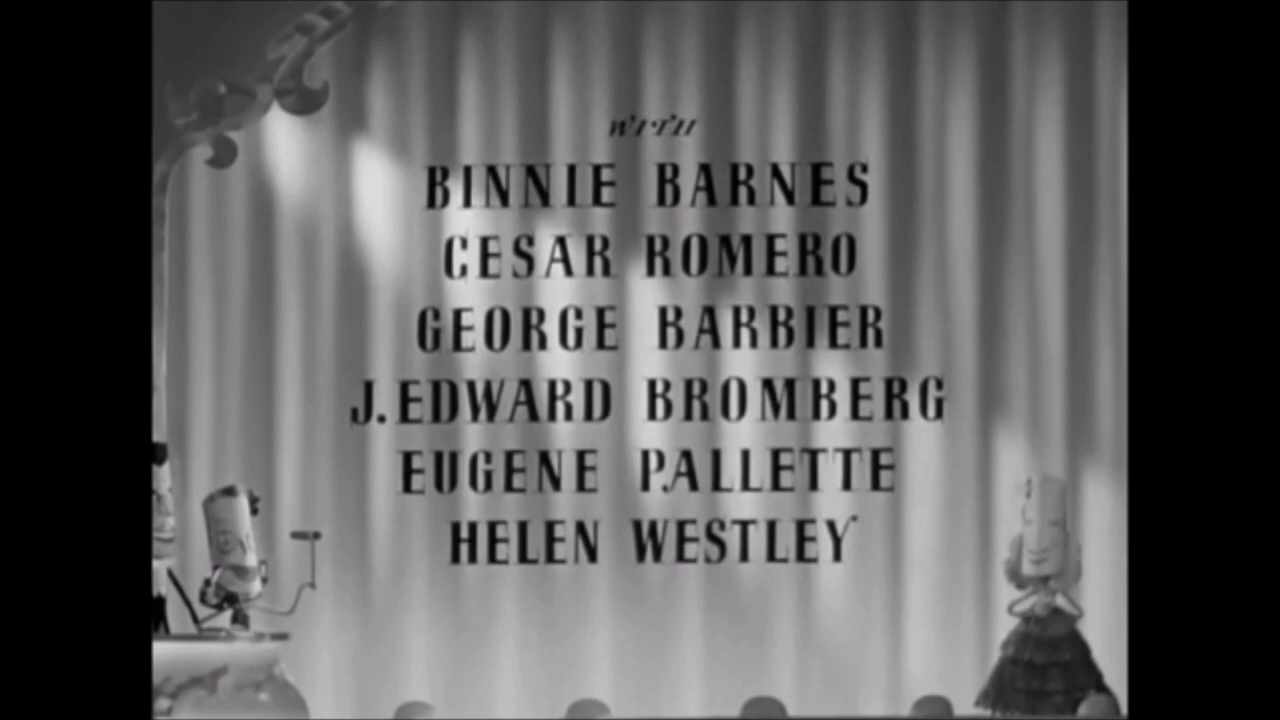 WITH
BINNIE BARNES
CESAR ROMERO
GEORGE BARBIER
J. EDWARD BROMBERG
EUGENE PALLETTE
HELEN WESTLEY